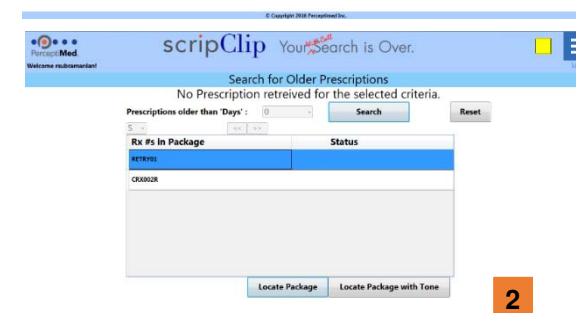 © Copyright 2016 Perceptimed Inc.
PerceptiMed.
Welcome rsubramanian!
scripClip Your Will Call Search is Over.
Search for Older Prescriptions
No Prescription retreived for the selected criteria.
Prescriptions older than 'Days' : 0 Search Reset
5 << >>
Rx #s in Package Status
RETRY01
CRX002R
Locate Package Locate Package with Tone
2